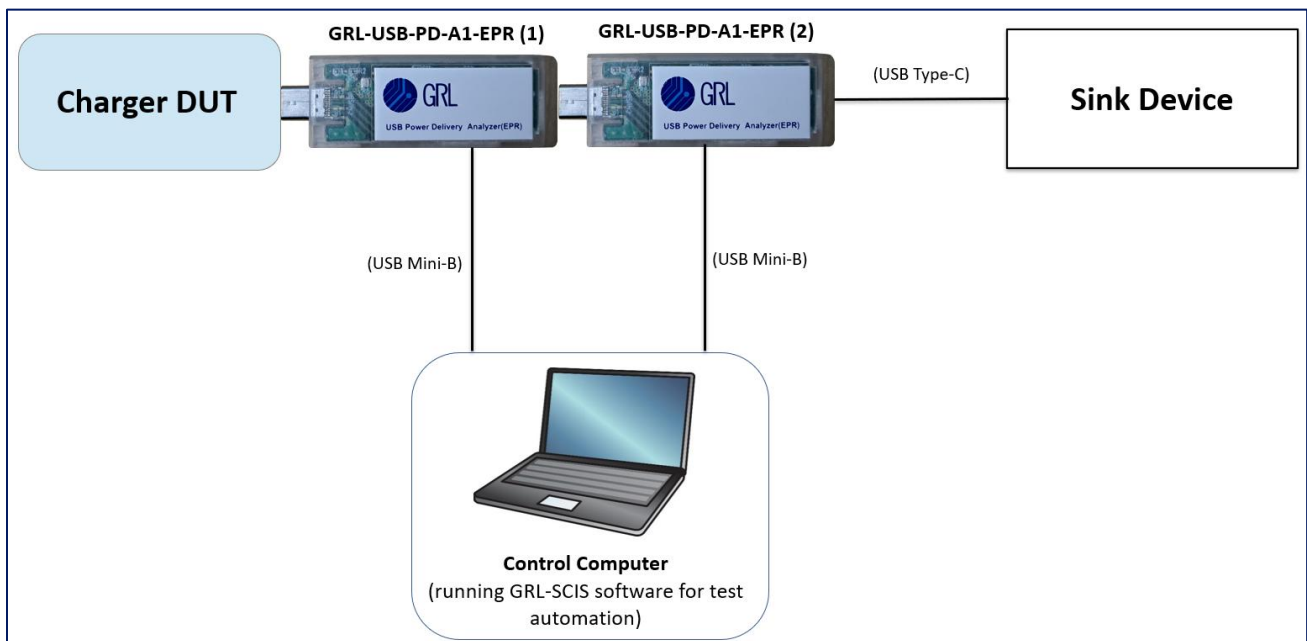 GRL-USB-PD-A1-EPR (1)
GRL-USB-PD-A1-EPR (2)
Charger DUT
GRL
USB Power Delivery Analyzer(EPR)
GRL
USB Power Delivery Analyzer(EPR)
(USB Type-C)
Sink Device
(USB Mini-B)
(USB Mini-B)
Control Computer
(running GRL-SCIS software for test
automation)